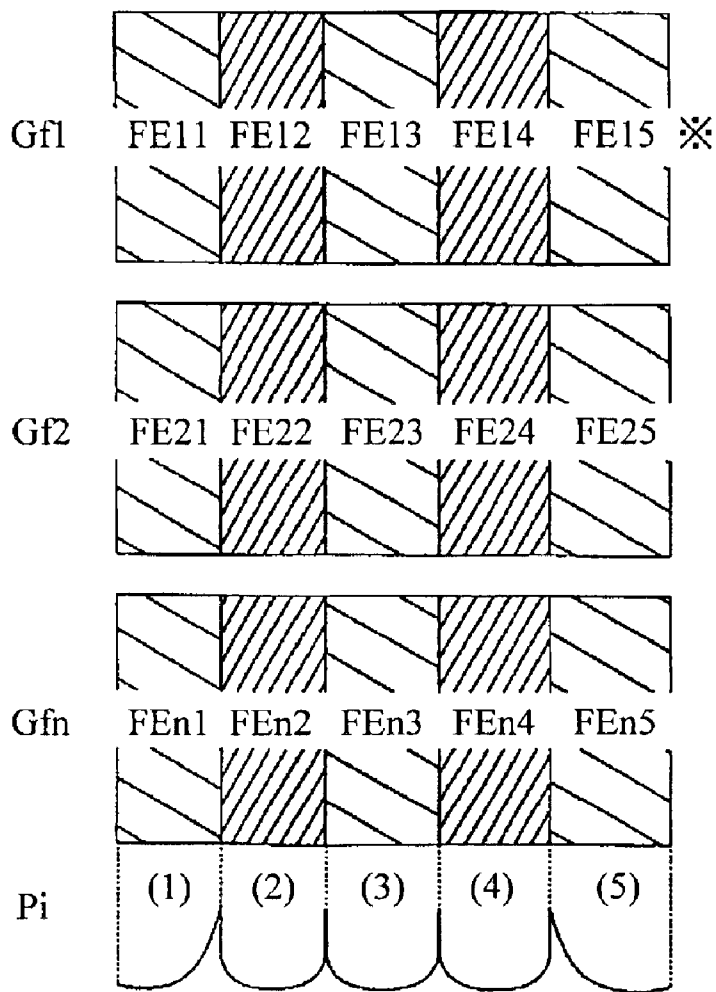 Gf1 FE11 FE12 FE13 FE14 FE15 ※
Gf2 FE21 FE22 FE23 FE24 FE25
Gfn FEn1 FEn2 FEn3 FEn4 FEn5
Pi (1) (2) (3) (4) (5)